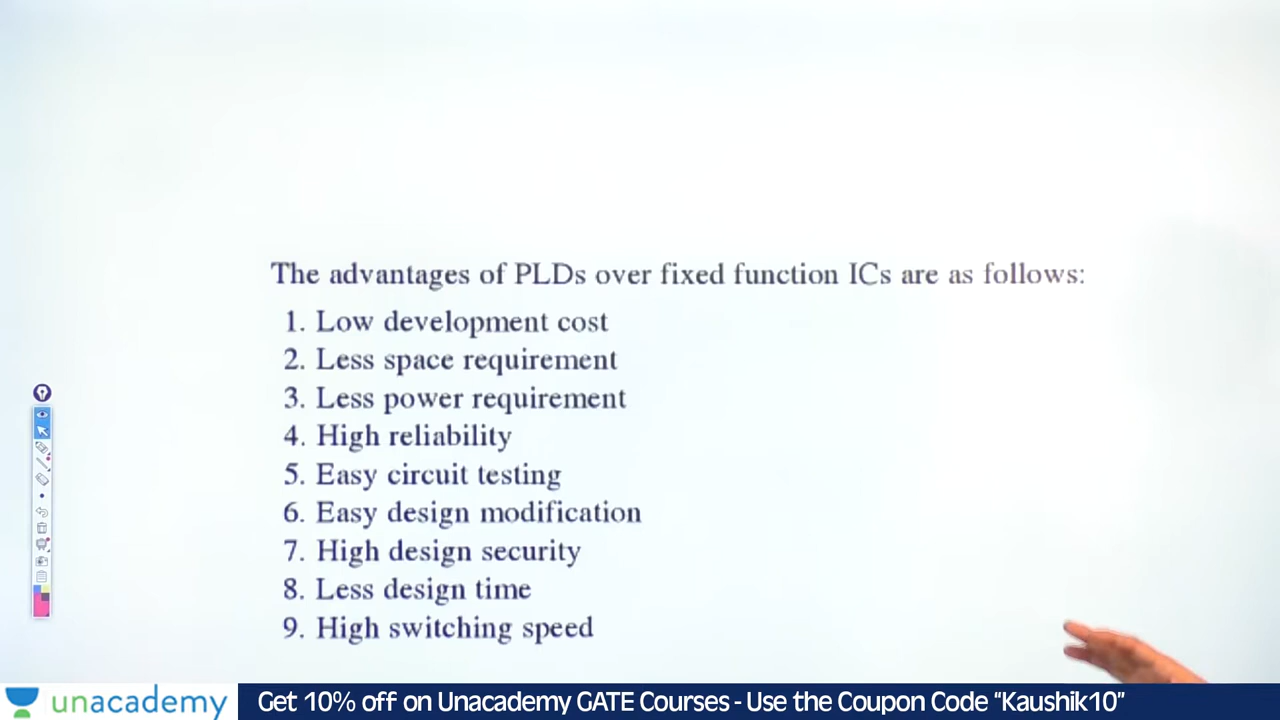 The advantages of PLDs over fixed function ICs are as follows:
1. Low development cost
2. Less space requirement
3. Less power requirement
4. High reliability
5. Easy circuit testing
6. Easy design modification
7. High design security
8. Less design time
9. High switching speed
unacademy
Get 10% off on Unacademy GATE Courses - Use the Coupon Code “Kaushik10”